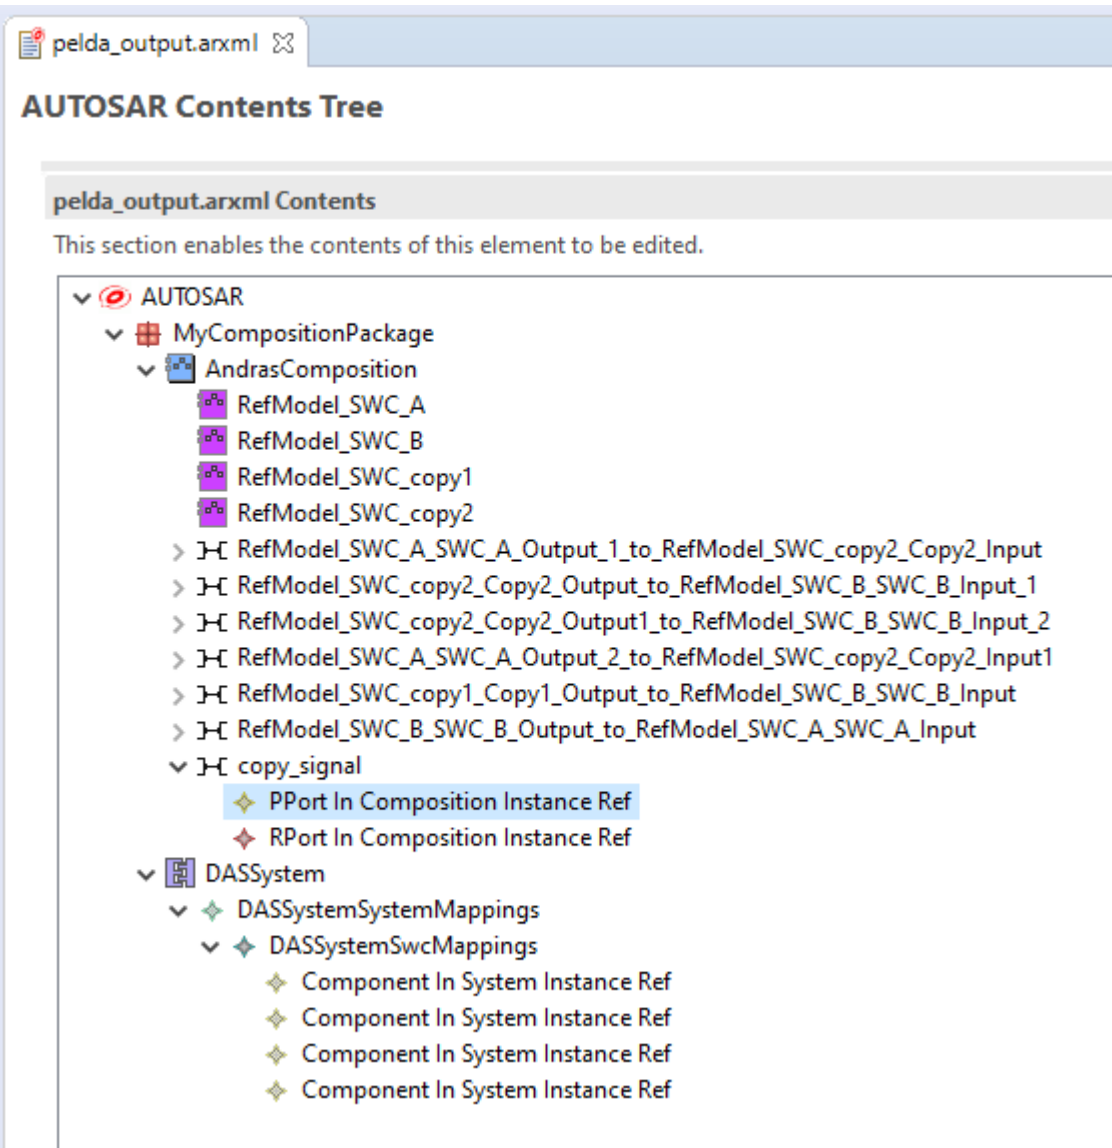 pelda_output.arxml
AUTOSAR Contents Tree
pelda_output.arxml Contents
This section enables the contents of this element to be edited.
AUTOSAR
MyCompositionPackage
AndrasComposition
RefModel_SWC_A
RefModel_SWC_B
RefModel_SWC_copy1
RefModel_SWC_copy2
RefModel_SWC_A_SWC_A_Output_1_to_RefModel_SWC_copy2_Copy2_Input
RefModel_SWC_copy2_Copy2_Output_to_RefModel_SWC_B_SWC_B_Input_1
RefModel_SWC_copy2_Copy2_Output1_to_RefModel_SWC_B_SWC_B_Input_2
RefModel_SWC_A_SWC_A_Output_2_to_RefModel_SWC_copy2_Copy2_Input1
RefModel_SWC_copy1_Copy1_Output_to_RefModel_SWC_B_SWC_B_Input
RefModel_SWC_B_SWC_B_Output_to_RefModel_SWC_A_SWC_A_Input
copy_signal
PPort In Composition Instance Ref
RPort In Composition Instance Ref
DASSystem
DASSystemSystemMappings
DASSystemSwcMappings
Component In System Instance Ref
Component In System Instance Ref
Component In System Instance Ref
Component In System Instance Ref